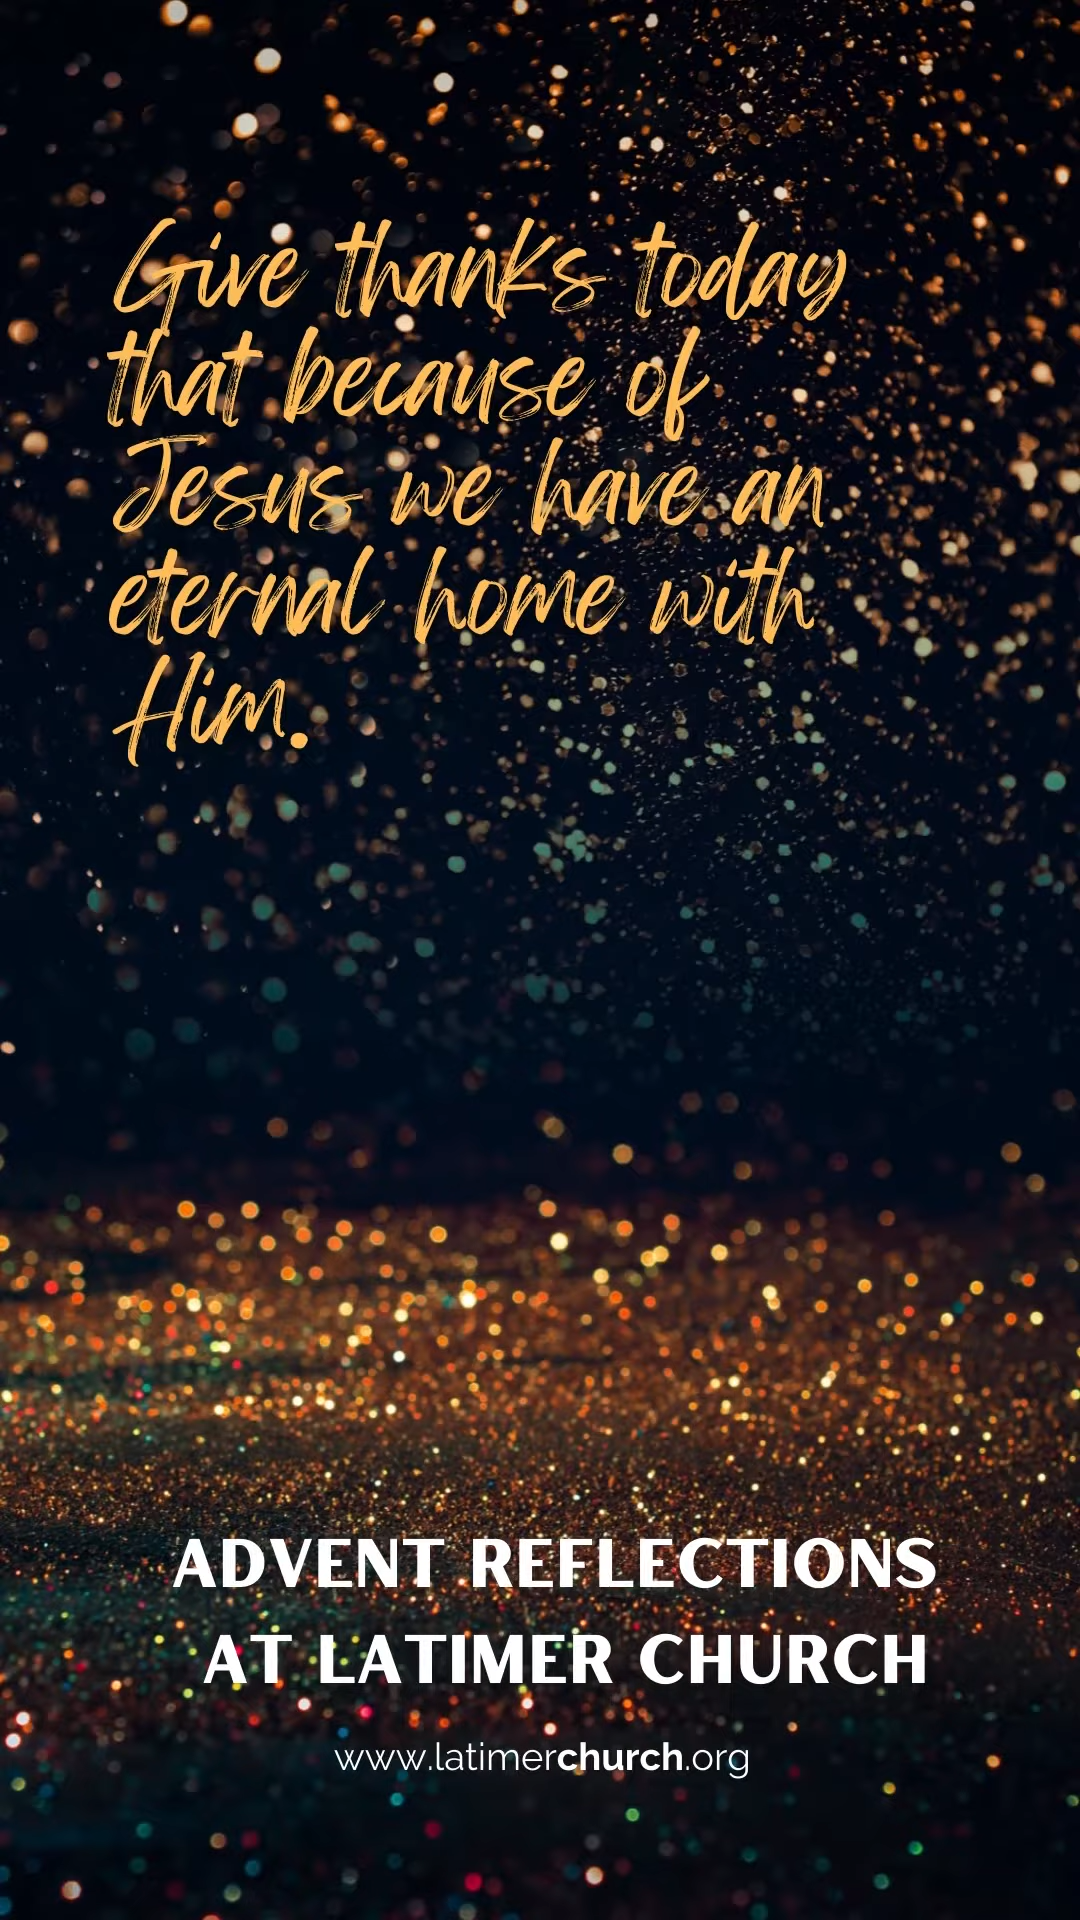 Give thanks today
that because of
Jesus we have an
eternal home with
Him.
ADVENT REFLECTIONS
AT LATIMER CHURCH
www.latimerchurch.org